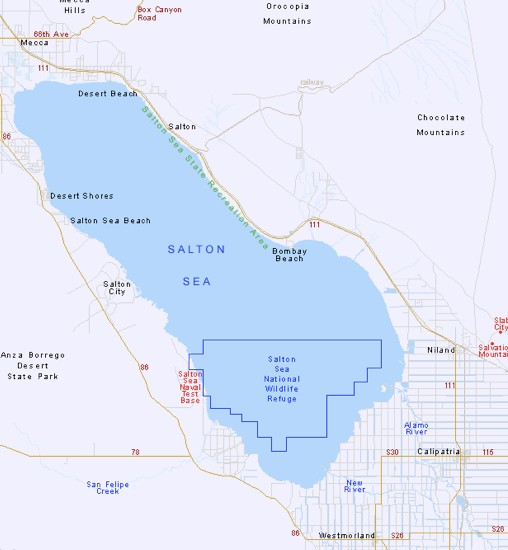 Mecca
Hills
Box Canyon
Road
Orocopia
Mountains
66th Ave
Mecca
111
railway
Desert Beach
Salton
Chocolate
Mountains
86
Salton Sea State Recreation Area
Desert Shores
Salton Sea Beach
111
SALTON
SEA
Bombay
Beach
Salton
City
Slab
City
Salvation
Mountain
Niland
Anza Borrego
Desert
State Park
86
Salton
Sea
Naval
Test
Base
Salton
Sea
National
Wildlife
Refuge
111
Alamo
River
78
S30
Calipatria
115
San Felipe
Creek
New
River
86
Westmorland
S26
S26